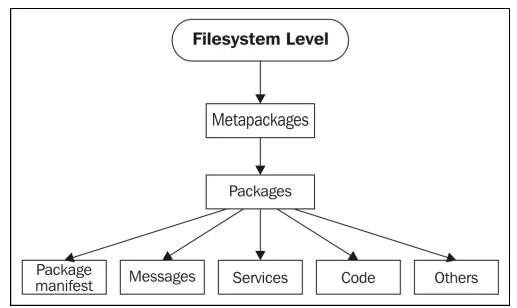 Filesystem Level
Metapackages
Packages
Package
manifest
Messages
Services
Code
Others